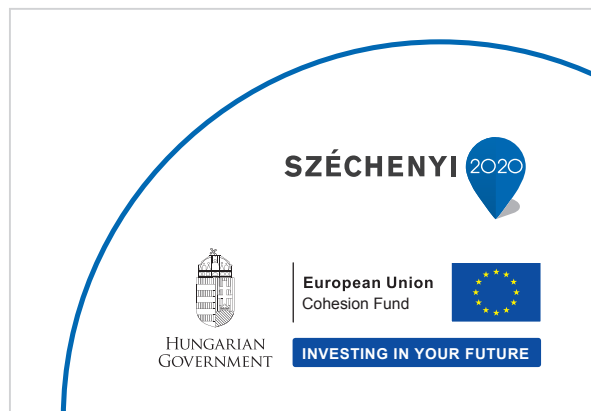 SZÉCHENYI 2020
European Union
Cohesion Fund
HUNGARIAN
GOVERNMENT
INVESTING IN YOUR FUTURE